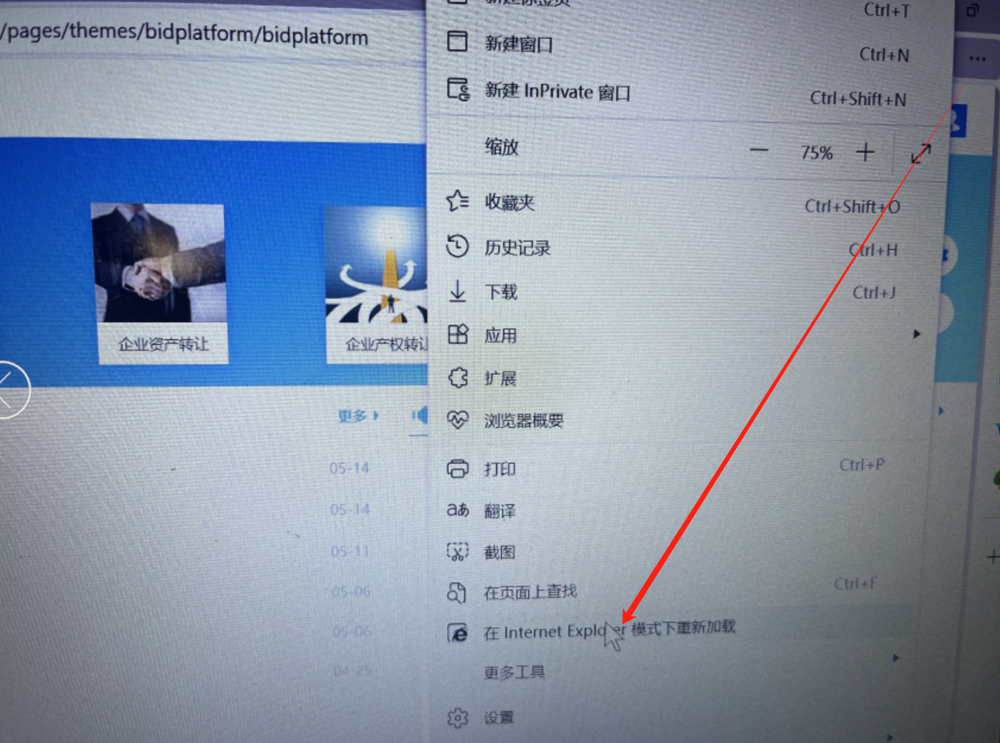 /pages/themes/bidplatform/bidplatform
Ctrl+T
新建窗口
Ctrl+N
新建 InPrivate 窗口
Ctrl+Shift+N
缩放
75%
收藏夹
Ctrl+Shift+O
历史记录
Ctrl+H
下载
Ctrl+J
应用
扩展
浏览器概要
打印
Ctrl+P
翻译
截图
在页面上查找
Ctrl+F
在 Internet Explorer 模式下重新加载
更多工具
设置
企业资产转让
企业产权转让
更多
05-14
05-14
05-11
05-06
05-06
04-25